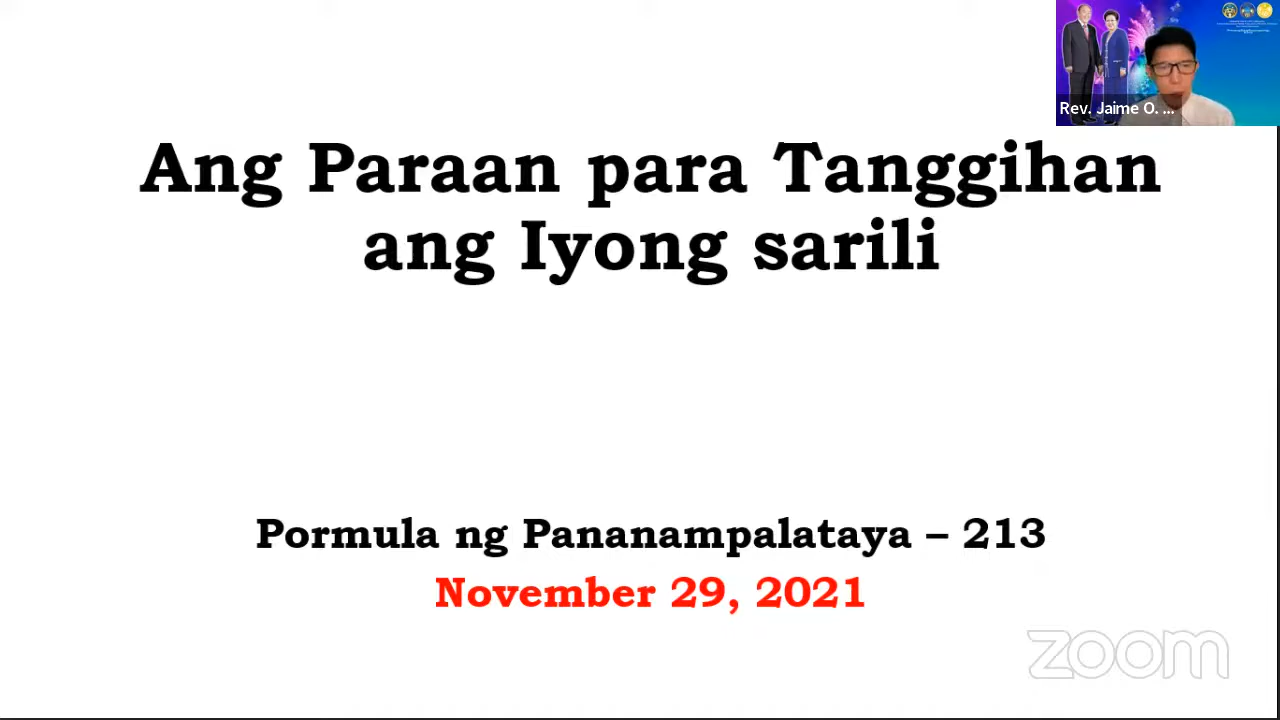 Rev. Jaime O. ...
Ang Paraan para Tanggihan
ang Iyong sarili
Pormula ng Pananampalataya – 213
November 29, 2021
zoom